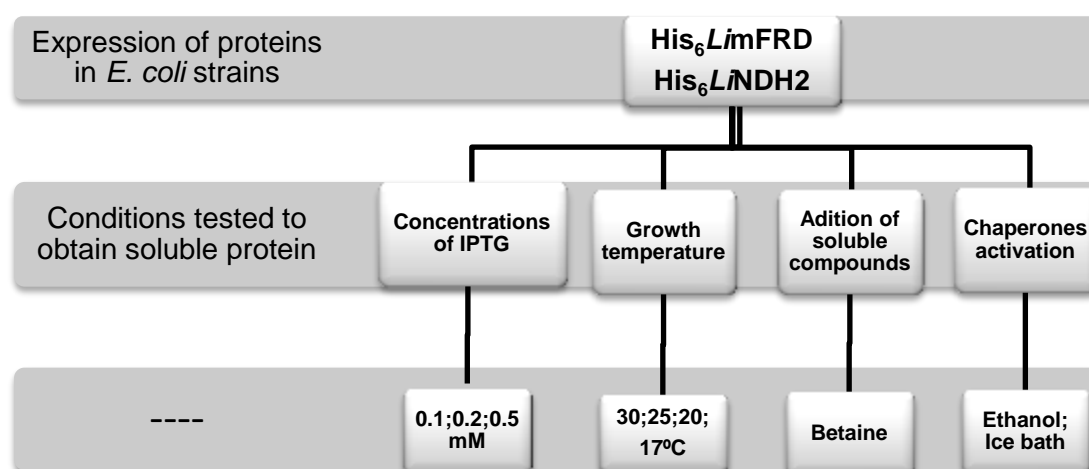 Expression of proteins
in E. coli strains
His₆LimFRD
His₆LiNDH2
Conditions tested to
obtain soluble protein
Concentrations
of IPTG
Growth
temperature
Adition of
soluble
compounds
Chaperones
activation
----
0.1;0.2;0.5
mM
30;25;20;
17ºC
Betaine
Ethanol;
Ice bath